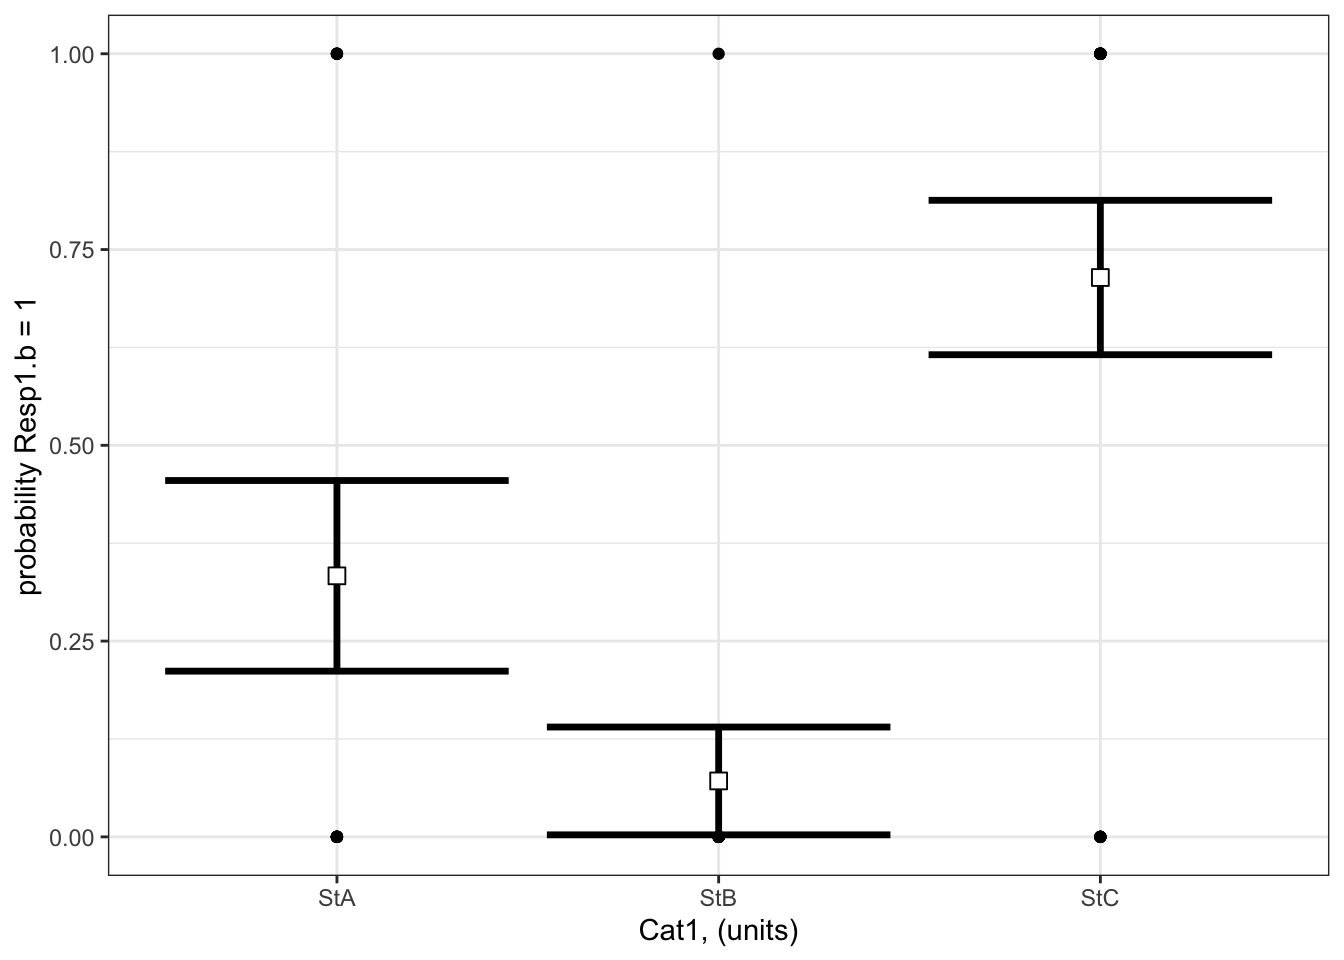 probability Resp1.b = 1
1.00
0.75
0.50
0.25
0.00
StA StB StC
Cat1, (units)